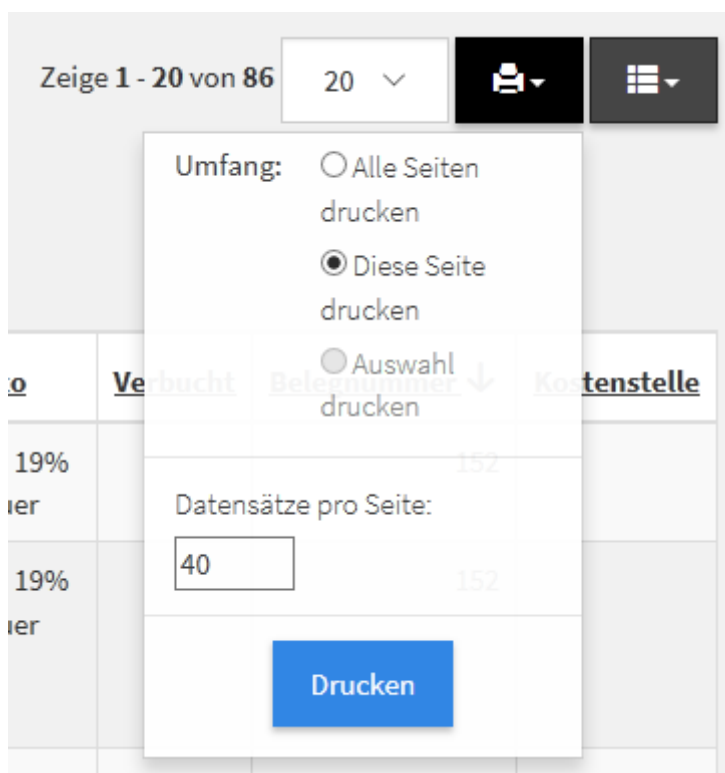 Zeige 1 - 20 von 86 20
Umfang: Alle Seiten
drucken
Diese Seite
drucken
Auswahl
drucken
Verbucht Belegnummer Kostenstelle
19% 152
Datensätze pro Seite:
40
19% 152
Drucken